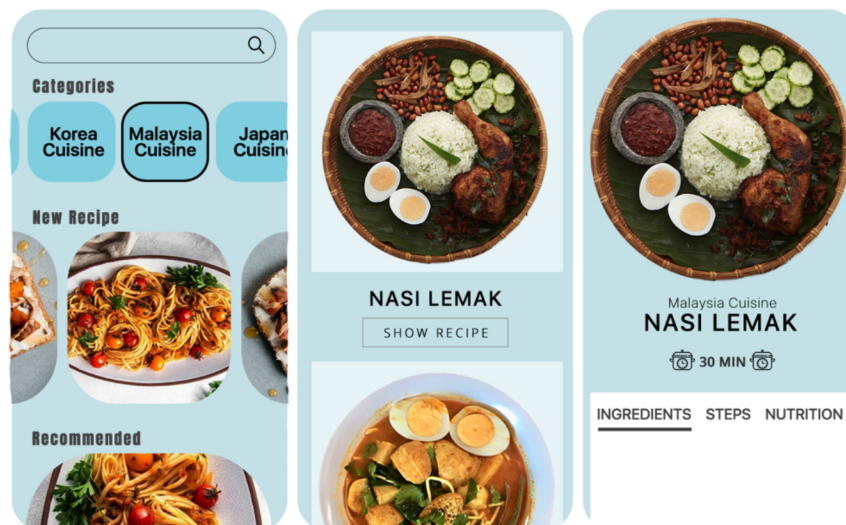 Categories
Korea
Cuisine
Malaysia
Cuisine
Japan
Cuisine
New Recipe
Recommended
NASI LEMAK
SHOW RECIPE
Malaysia Cuisine
NASI LEMAK
30 MIN
INGREDIENTS STEPS NUTRITION